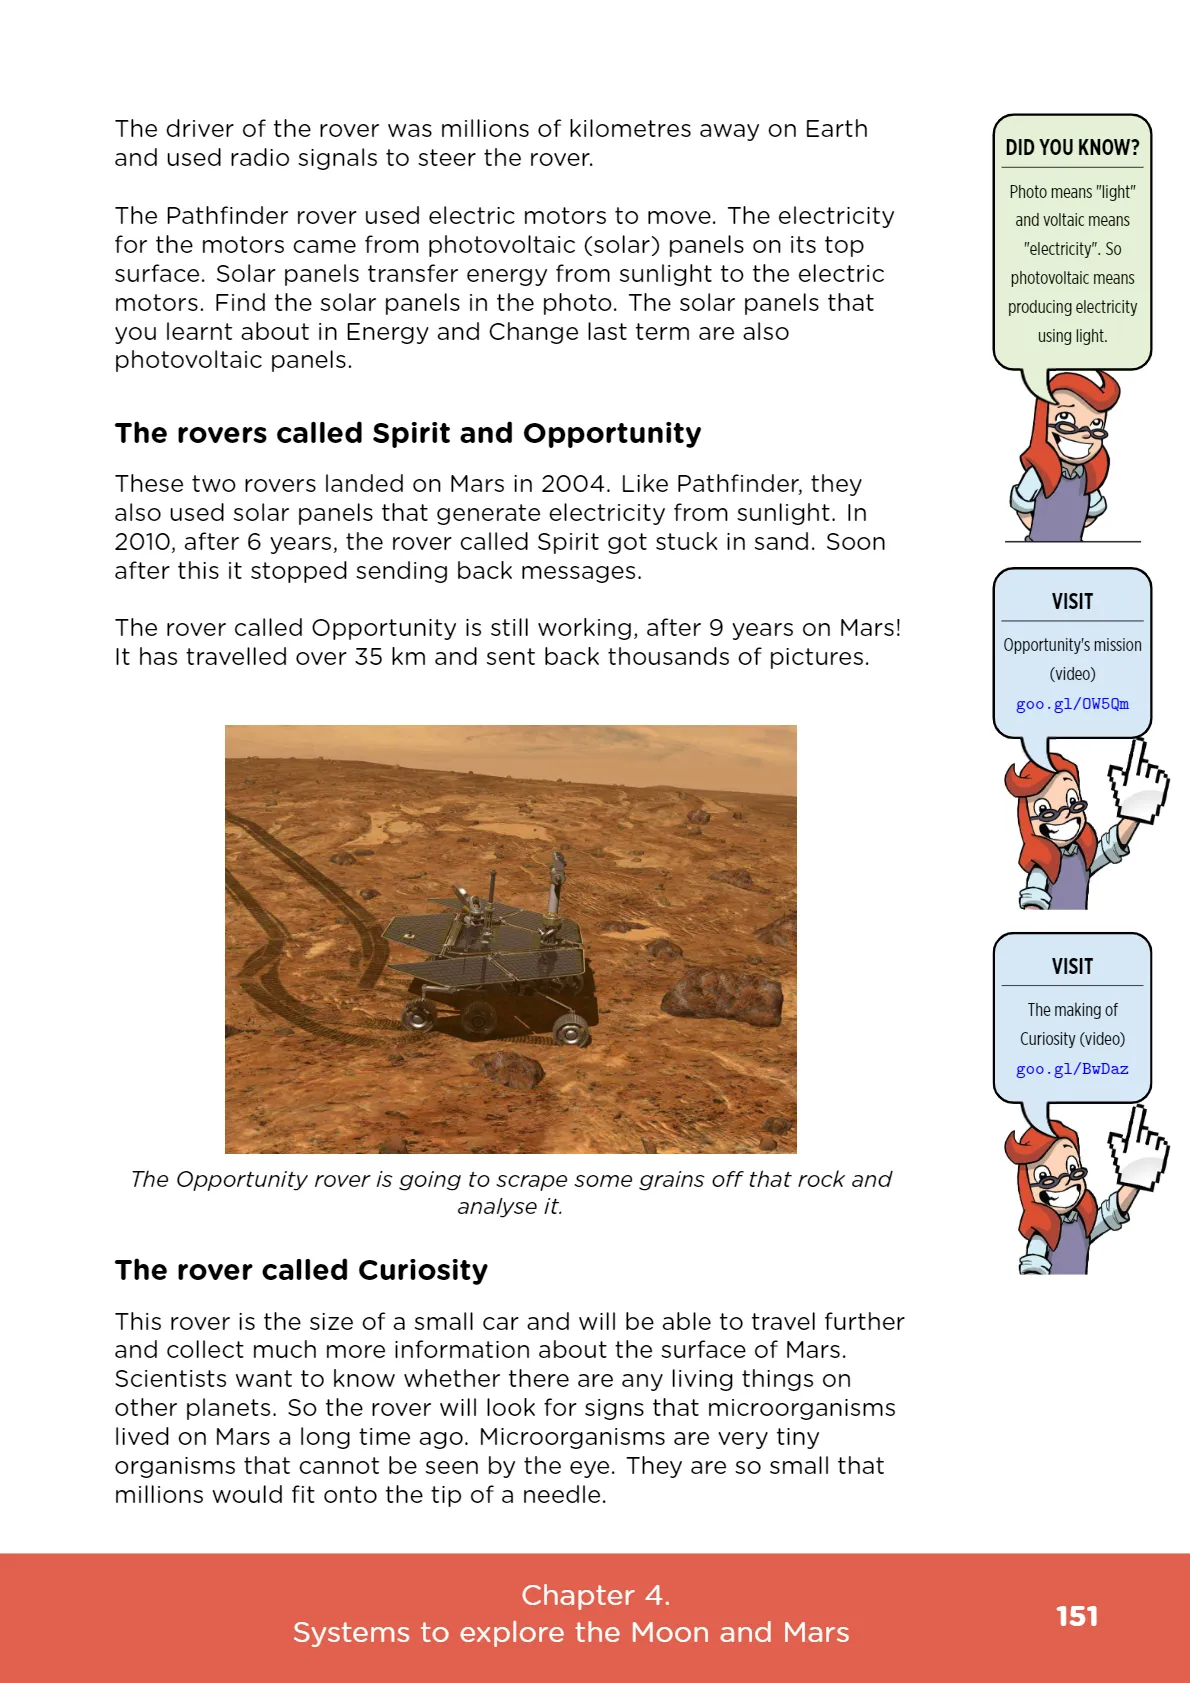 The driver of the rover was millions of kilometres away on Earth
and used radio signals to steer the rover.
The Pathfinder rover used electric motors to move. The electricity
for the motors came from photovoltaic (solar) panels on its top
surface. Solar panels transfer energy from sunlight to the electric
motors. Find the solar panels in the photo. The solar panels that
you learnt about in Energy and Change last term are also
photovoltaic panels.
The rovers called Spirit and Opportunity
These two rovers landed on Mars in 2004. Like Pathfinder, they
also used solar panels that generate electricity from sunlight. In
2010, after 6 years, the rover called Spirit got stuck in sand. Soon
after this it stopped sending back messages.
The rover called Opportunity is still working, after 9 years on Mars!
It has travelled over 35 km and sent back thousands of pictures.
The Opportunity rover is going to scrape some grains off that rock and
analyse it.
The rover called Curiosity
This rover is the size of a small car and will be able to travel further
and collect much more information about the surface of Mars.
Scientists want to know whether there are any living things on
other planets. So the rover will look for signs that microorganisms
lived on Mars a long time ago. Microorganisms are very tiny
organisms that cannot be seen by the eye. They are so small that
millions would fit onto the tip of a needle.
DID YOU KNOW?
Photo means "light"
and voltaic means
"electricity". So
photovoltaic means
producing electricity
using light.
VISIT
Opportunity's mission
(video)
goo.gl/OW5Qm
VISIT
The making of
Curiosity (video)
goo.gl/BwDaz
Chapter 4.
Systems to explore the Moon and Mars
151